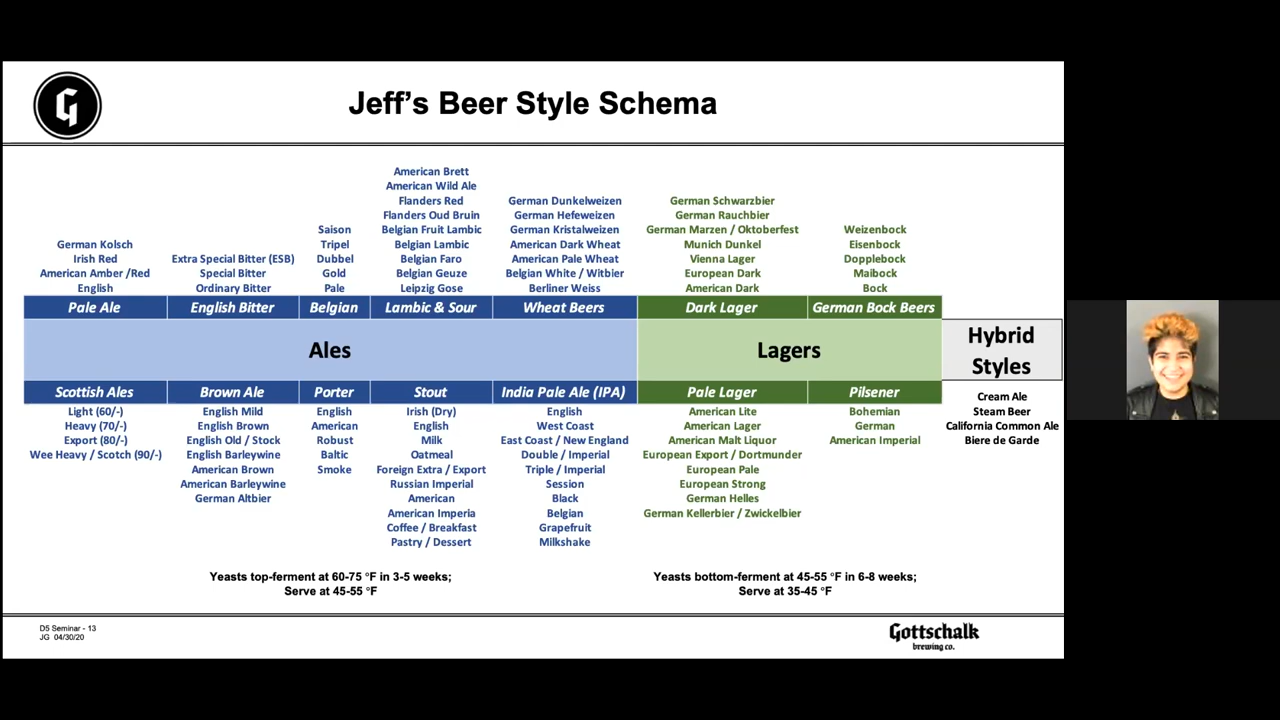 G
Jeff's Beer Style Schema
German Kolsch
Irish Red
American Amber /Red
English
Pale Ale
Extra Special Bitter (ESB)
Special Bitter
Ordinary Bitter
English Bitter
Saison
Tripel
Dubbel
Gold
Pale
Belgian
American Brett
American Wild Ale
Flanders Red
Flanders Oud Bruin
Belgian Fruit Lambic
Belgian Lambic
Belgian Faro
Belgian Geuze
Leipzig Gose
Lambic & Sour
German Dunkelweizen
German Hefeweizen
German Kristalweizen
American Dark Wheat
American Pale Wheat
Belgian White / Witbier
Berliner Weiss
Wheat Beers
German Schwarzbier
German Rauchbier
German Marzen / Oktoberfest
Munich Dunkel
Vienna Lager
European Dark
American Dark
Dark Lager
Weizenbock
Eisenbock
Dopplebock
Maibock
Bock
German Bock Beers
Ales
Lagers
Hybrid
Styles
Scottish Ales
Light (60/-)
Heavy (70/-)
Export (80/-)
Wee Heavy / Scotch (90/-)
Brown Ale
English Mild
English Brown
English Old / Stock
English Barleywine
American Brown
American Barleywine
German Altbier
Porter
English
American
Robust
Baltic
Smoke
Stout
Irish (Dry)
English
Milk
Oatmeal
Foreign Extra / Export
Russian Imperial
American
American Imperia
Coffee / Breakfast
Pastry / Dessert
India Pale Ale (IPA)
English
West Coast
East Coast / New England
Double / Imperial
Triple / Imperial
Session
Black
Belgian
Grapefruit
Milkshake
Pale Lager
American Lite
American Lager
American Malt Liquor
European Export / Dortmunder
European Pale
European Strong
German Helles
German Kellerbier / Zwickelbier
Pilsener
Bohemian
German
American Imperial
Cream Ale
Steam Beer
California Common Ale
Biere de Garde
Yeasts top-ferment at 60-75 °F in 3-5 weeks;
Serve at 45-55 °F
Yeasts bottom-ferment at 45-55 °F in 6-8 weeks;
Serve at 35-45 °F
D5 Seminar - 13
JG 04/30/20
Gottschalk
brewing co.